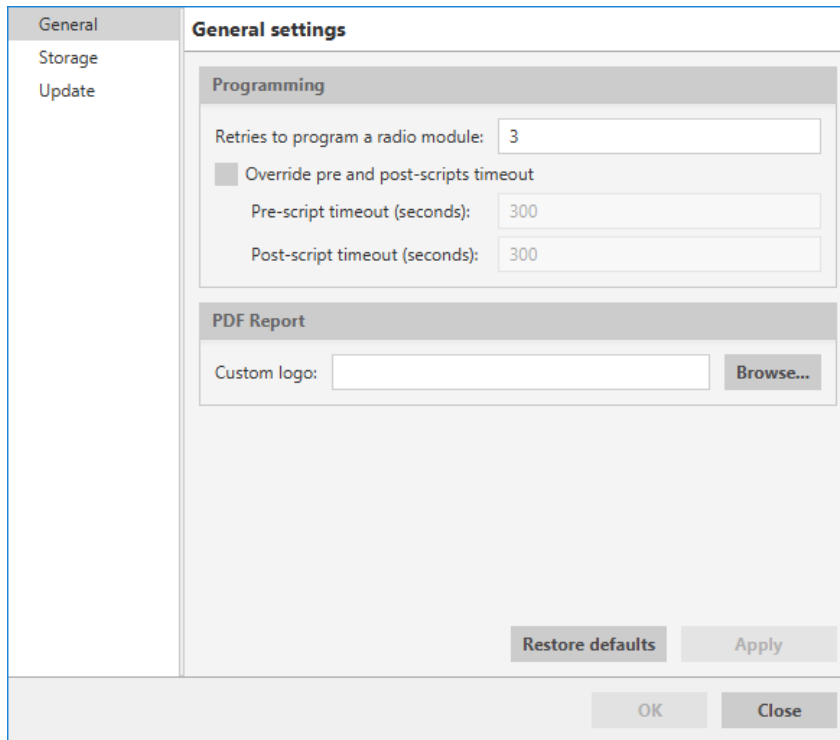 General
Storage
Update
General settings
Programming
Retries to program a radio module: 3
Override pre and post-scripts timeout
Pre-script timeout (seconds): 300
Post-script timeout (seconds): 300
PDF Report
Custom logo: Browse...
Restore defaults Apply
OK Close